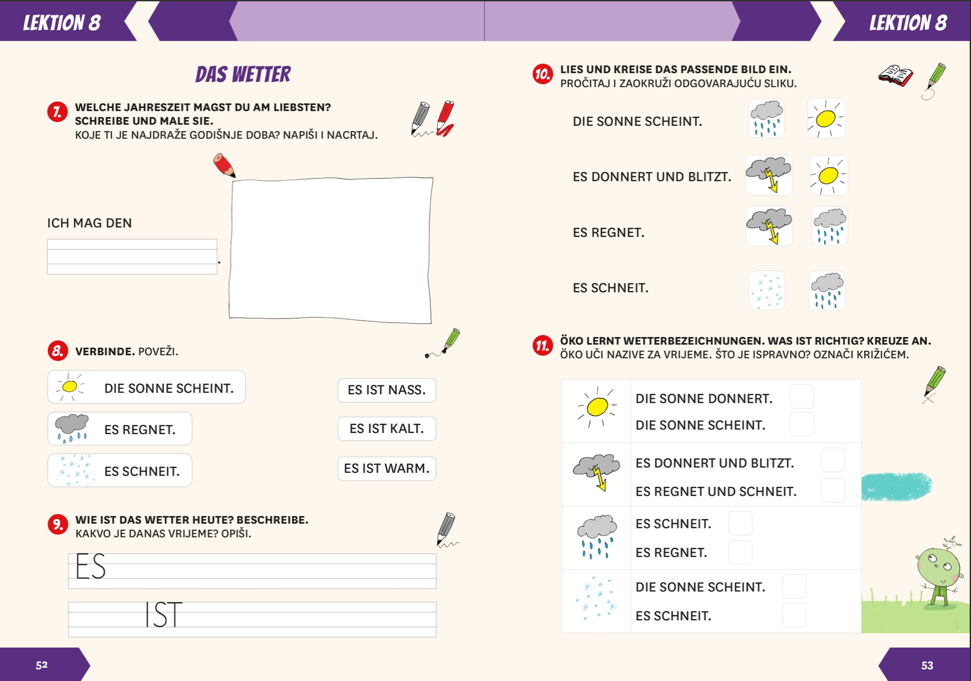 LEKTION 8
DAS WETTER
7. WELCHE JAHRESZEIT MAGST DU AM LIEBSTEN?
SCHREIBE UND MALE SIE.
KOJE TI JE NAJDRAŽE GODIŠNJE DOBA? NAPIŠI I NACRTAJ.
ICH MAG DEN
.
8. VERBINDE. POVEŽI.
DIE SONNE SCHEINT.
ES REGNET.
ES SCHNEIT.
ES IST NASS.
ES IST KALT.
ES IST WARM.
9. WIE IST DAS WETTER HEUTE? BESCHREIBE.
KAKVO JE DANAS VRIJEME? OPIŠI.
ES
IST
52
LEKTION 8
10. LIES UND KREISE DAS PASSENDE BILD EIN.
PROČITAJ I ZAOKRUŽI ODGOVARAJUĆU SLIKU.
DIE SONNE SCHEINT.
ES DONNERT UND BLITZT.
ES REGNET.
ES SCHNEIT.
11. ÖKO LERNT WETTERBEZEICHNUNGEN. WAS IST RICHTIG? KREUZE AN.
ÖKO UČI NAZIVE ZA VRIJEME. ŠTO JE ISPRAVNO? OZNAČI KRIŽIĆEM.
DIE SONNE DONNERT.
DIE SONNE SCHEINT.
ES DONNERT UND BLITZT.
ES REGNET UND SCHNEIT.
ES SCHNEIT.
ES REGNET.
DIE SONNE SCHEINT.
ES SCHNEIT.
53